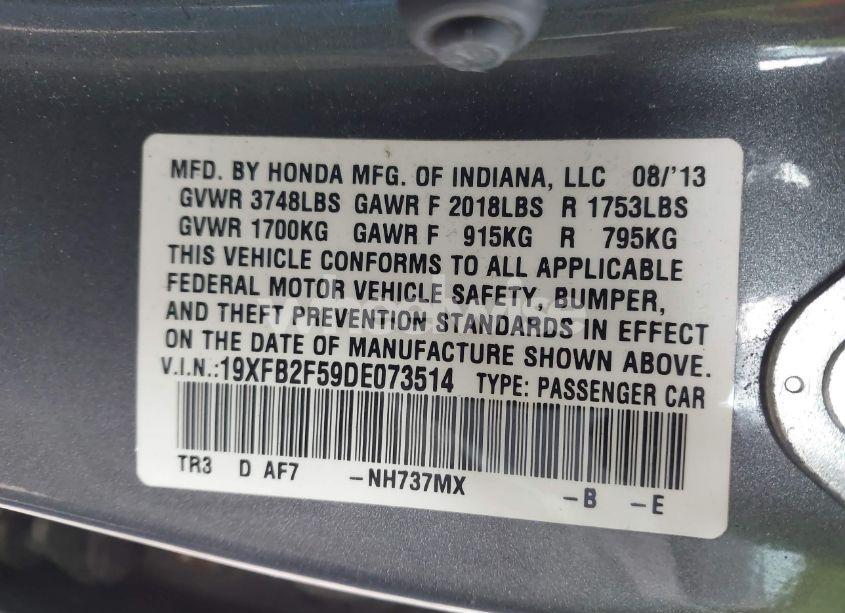 MFD. BY HONDA MFG. OF INDIANA, LLC 08/'13
GVWR 3748LBS GAWR F 2018LBS R 1753LBS
GVWR 1700KG GAWR F 915KG R 795KG
THIS VEHICLE CONFORMS TO ALL APPLICABLE
FEDERAL MOTOR VEHICLE SAFETY, BUMPER,
AND THEFT PREVENTION STANDARDS IN EFFECT
ON THE DATE OF MANUFACTURE SHOWN ABOVE.
V.I.N.:19XFB2F59DE073514 TYPE: PASSENGER CAR
TR3 D AF7 -NH737MX -B -E